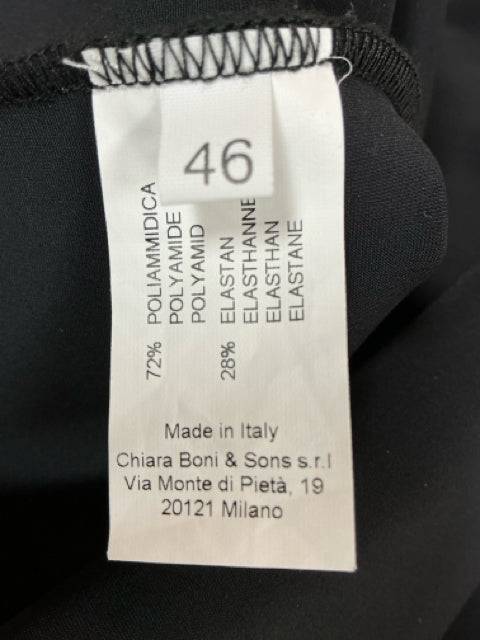 46
72% POLIAMMIDICA
POLYAMIDE
POLYAMID
28% ELASTAN
ELASTHANNE
ELASTHAN
ELASTANE
Made in Italy
Chiara Boni & Sons s.r.l
Via Monte di Pietà, 19
20121 Milano